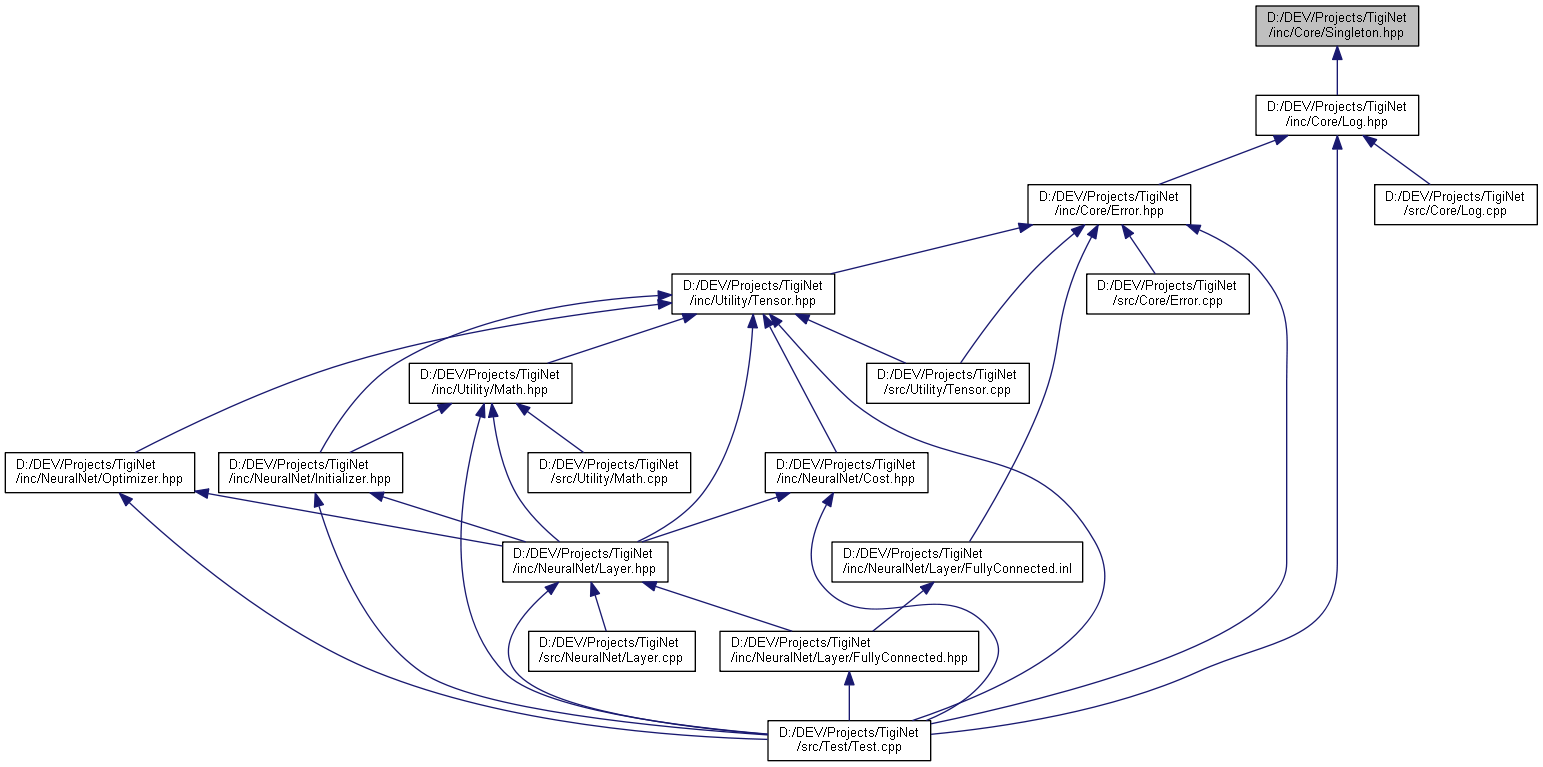 D:/DEV/Projects/TigiNet
/inc/Core/Singleton.hpp
D:/DEV/Projects/TigiNet
/inc/Core/Log.hpp
D:/DEV/Projects/TigiNet
/inc/Core/Error.hpp
D:/DEV/Projects/TigiNet
/src/Core/Log.cpp
D:/DEV/Projects/TigiNet
/inc/Utility/Tensor.hpp
D:/DEV/Projects/TigiNet
/src/Core/Error.cpp
D:/DEV/Projects/TigiNet
/inc/Utility/Math.hpp
D:/DEV/Projects/TigiNet
/src/Utility/Tensor.cpp
D:/DEV/Projects/TigiNet
/inc/NeuralNet/Optimizer.hpp
D:/DEV/Projects/TigiNet
/inc/NeuralNet/Initializer.hpp
D:/DEV/Projects/TigiNet
/src/Utility/Math.cpp
D:/DEV/Projects/TigiNet
/inc/NeuralNet/Cost.hpp
D:/DEV/Projects/TigiNet
/inc/NeuralNet/Layer.hpp
D:/DEV/Projects/TigiNet
/inc/NeuralNet/Layer/FullyConnected.inl
D:/DEV/Projects/TigiNet
/src/NeuralNet/Layer.cpp
D:/DEV/Projects/TigiNet
/inc/NeuralNet/Layer/FullyConnected.hpp
D:/DEV/Projects/TigiNet
/src/Test/Test.cpp